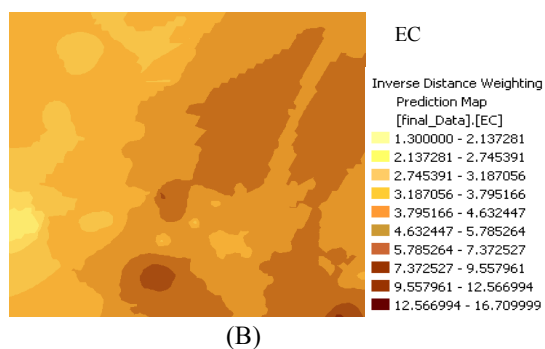 EC
Inverse Distance Weighting
Prediction Map
[final_Data].[EC]
1.300000 - 2.137281
2.137281 - 2.745391
2.745391 - 3.187056
3.187056 - 3.795166
3.795166 - 4.632447
4.632447 - 5.785264
5.785264 - 7.372527
7.372527 - 9.557961
9.557961 - 12.566994
12.566994 - 16.709999
(B)